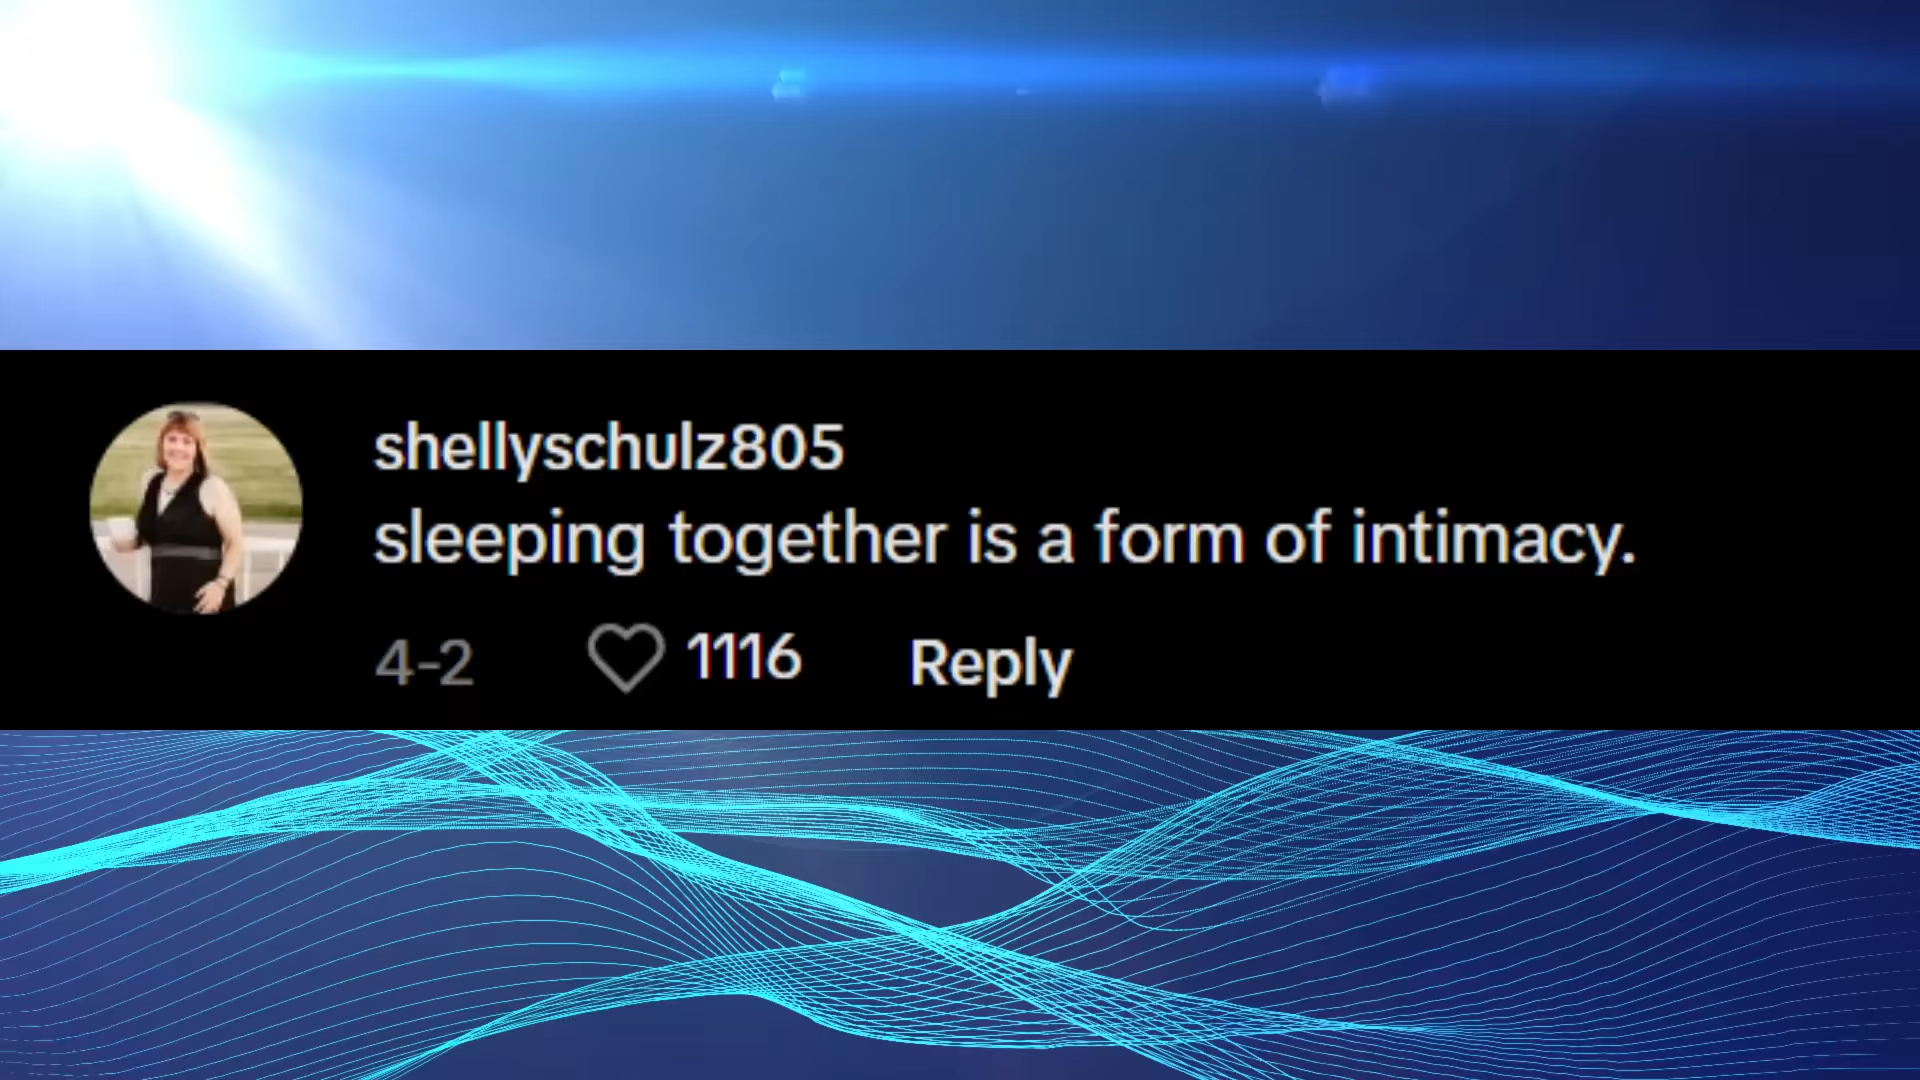 shellyschulz805
sleeping together is a form of intimacy.
4-2 1116 Reply